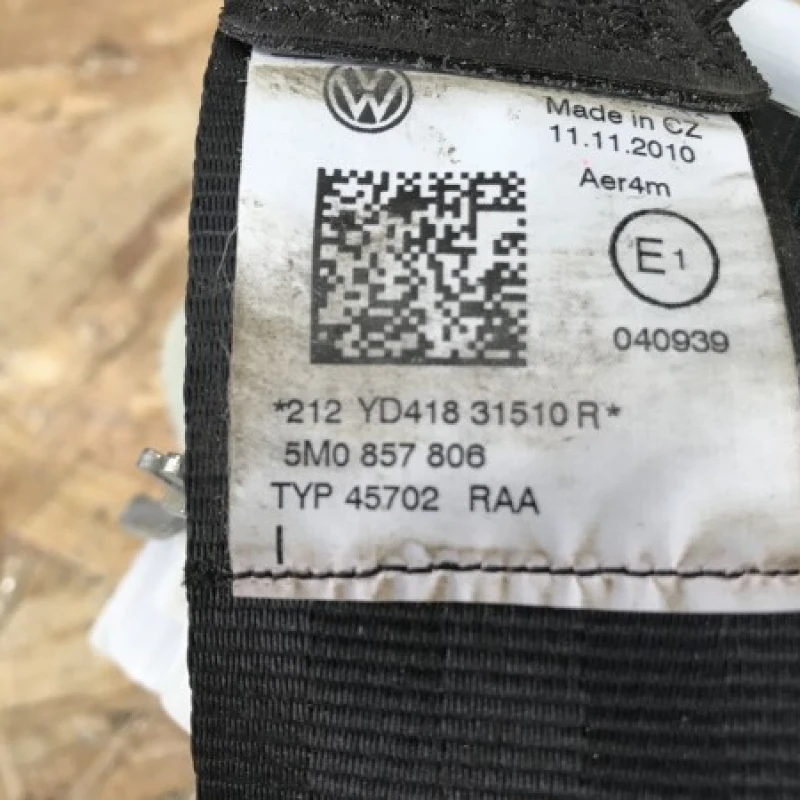 Made in CZ
11.11.2010
Aer4m
E1
040939
*212 YD418 31510 R*
5M0 857 806
TYP 45702 RAA
I